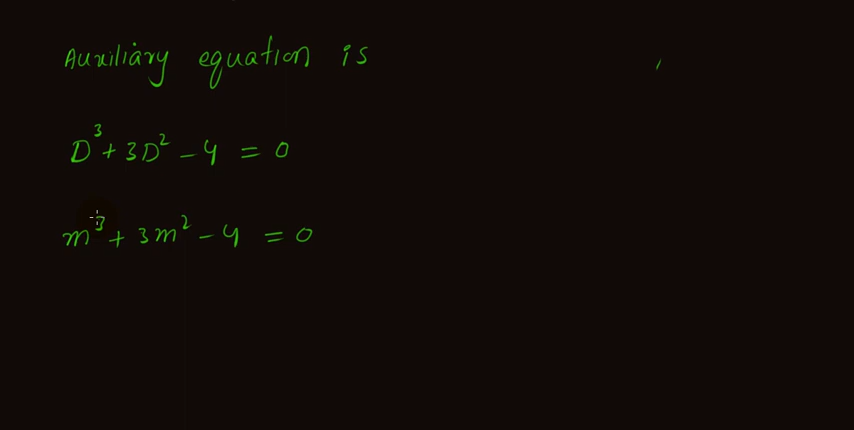 Auxiliary equation is
D³ + 3D² - 4 = 0
m³ + 3m² - 4 = 0